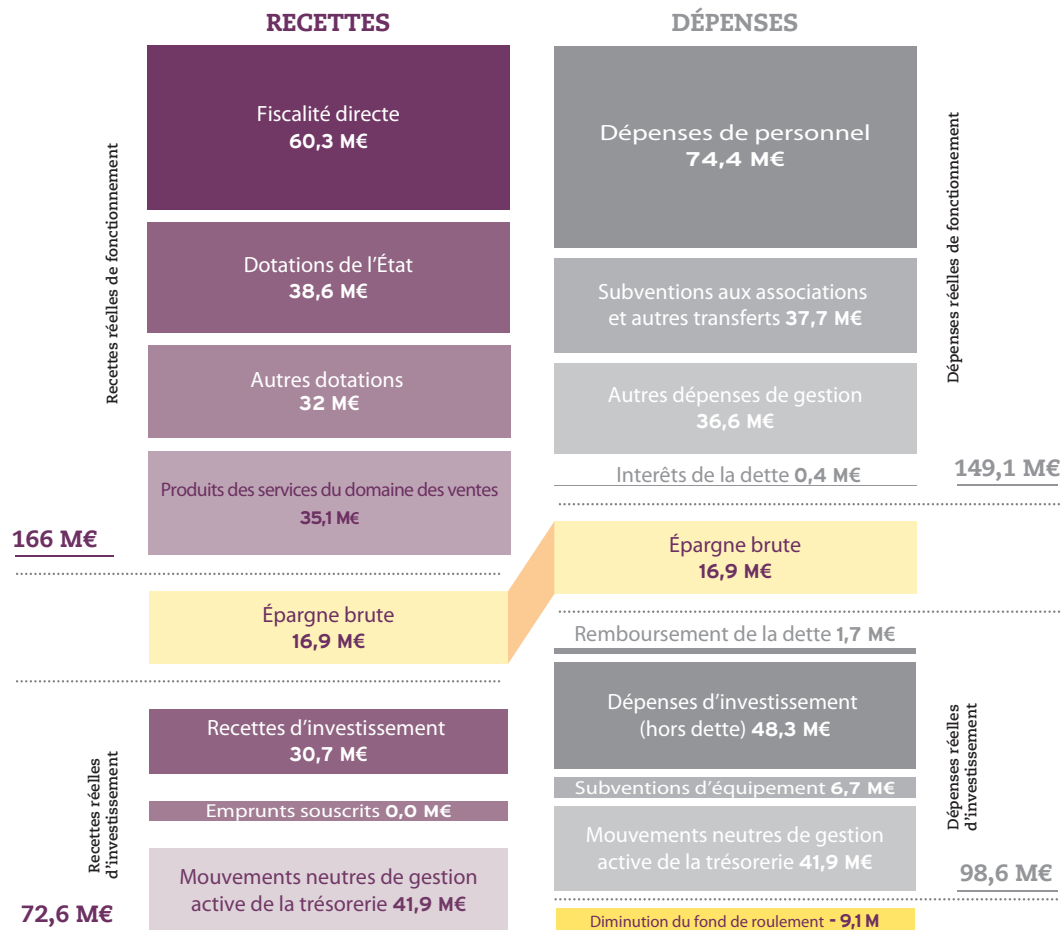 RECETTES
Recettes réelles de fonctionnement
Fiscalité directe
60,3 M€
Dotations de l'État
38,6 M€
Autres dotations
32 M€
Produits des services du domaine des ventes
35,1 M€
166 M€
Épargne brute
16,9 M€
Recettes réelles
d'investissement
Recettes d'investissement
30,7 M€
Emprunts souscrits 0,0 M€
Mouvements neutres de gestion
active de la trésorerie 41,9 M€
72,6 M€
DÉPENSES
Dépenses réelles de fonctionnement
Dépenses de personnel
74,4 M€
Subventions aux associations
et autres transferts 37,7 M€
Autres dépenses de gestion
36,6 M€
Interêts de la dette 0,4 M€
149,1 M€
Épargne brute
16,9 M€
Remboursement de la dette 1,7 M€
Dépenses réelles
d'investissement
Dépenses d'investissement
(hors dette) 48,3 M€
Subventions d'équipement 6,7 M€
Mouvements neutres de gestion
active de la trésorerie 41,9 M€
98,6 M€
Diminution du fond de roulement - 9,1 M